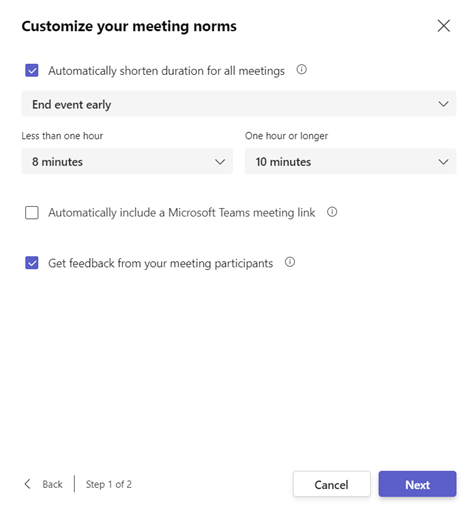 Customize your meeting norms
Automatically shorten duration for all meetings
End event early
Less than one hour
One hour or longer
8 minutes
10 minutes
Automatically include a Microsoft Teams meeting link
Get feedback from your meeting participants
Back
Step 1 of 2
Cancel
Next